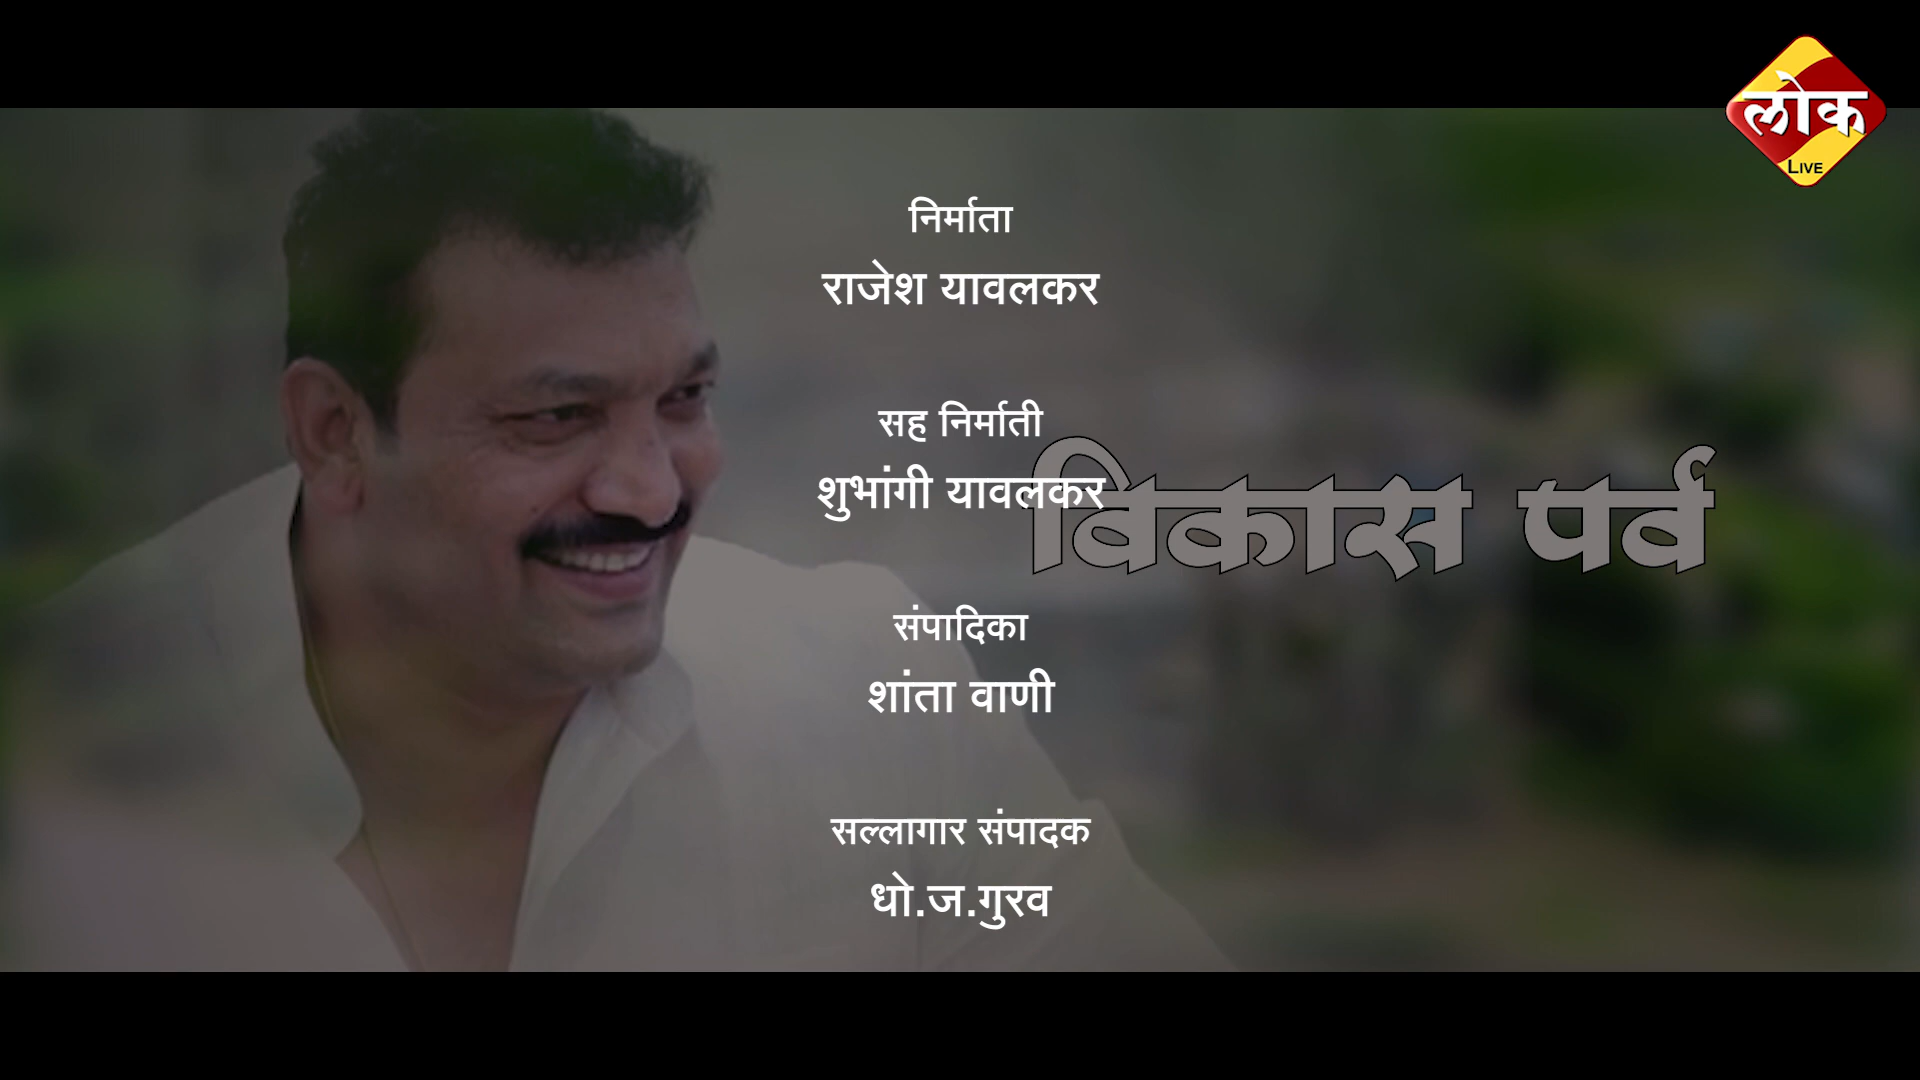 लोक
LIVE
निर्माता
राजेश यावलकर
सह निर्माती
शुभांगी यावलकर
विकास पर्व
संपादिका
शांता वाणी
सल्लागार संपादक
धो.ज.गुरव